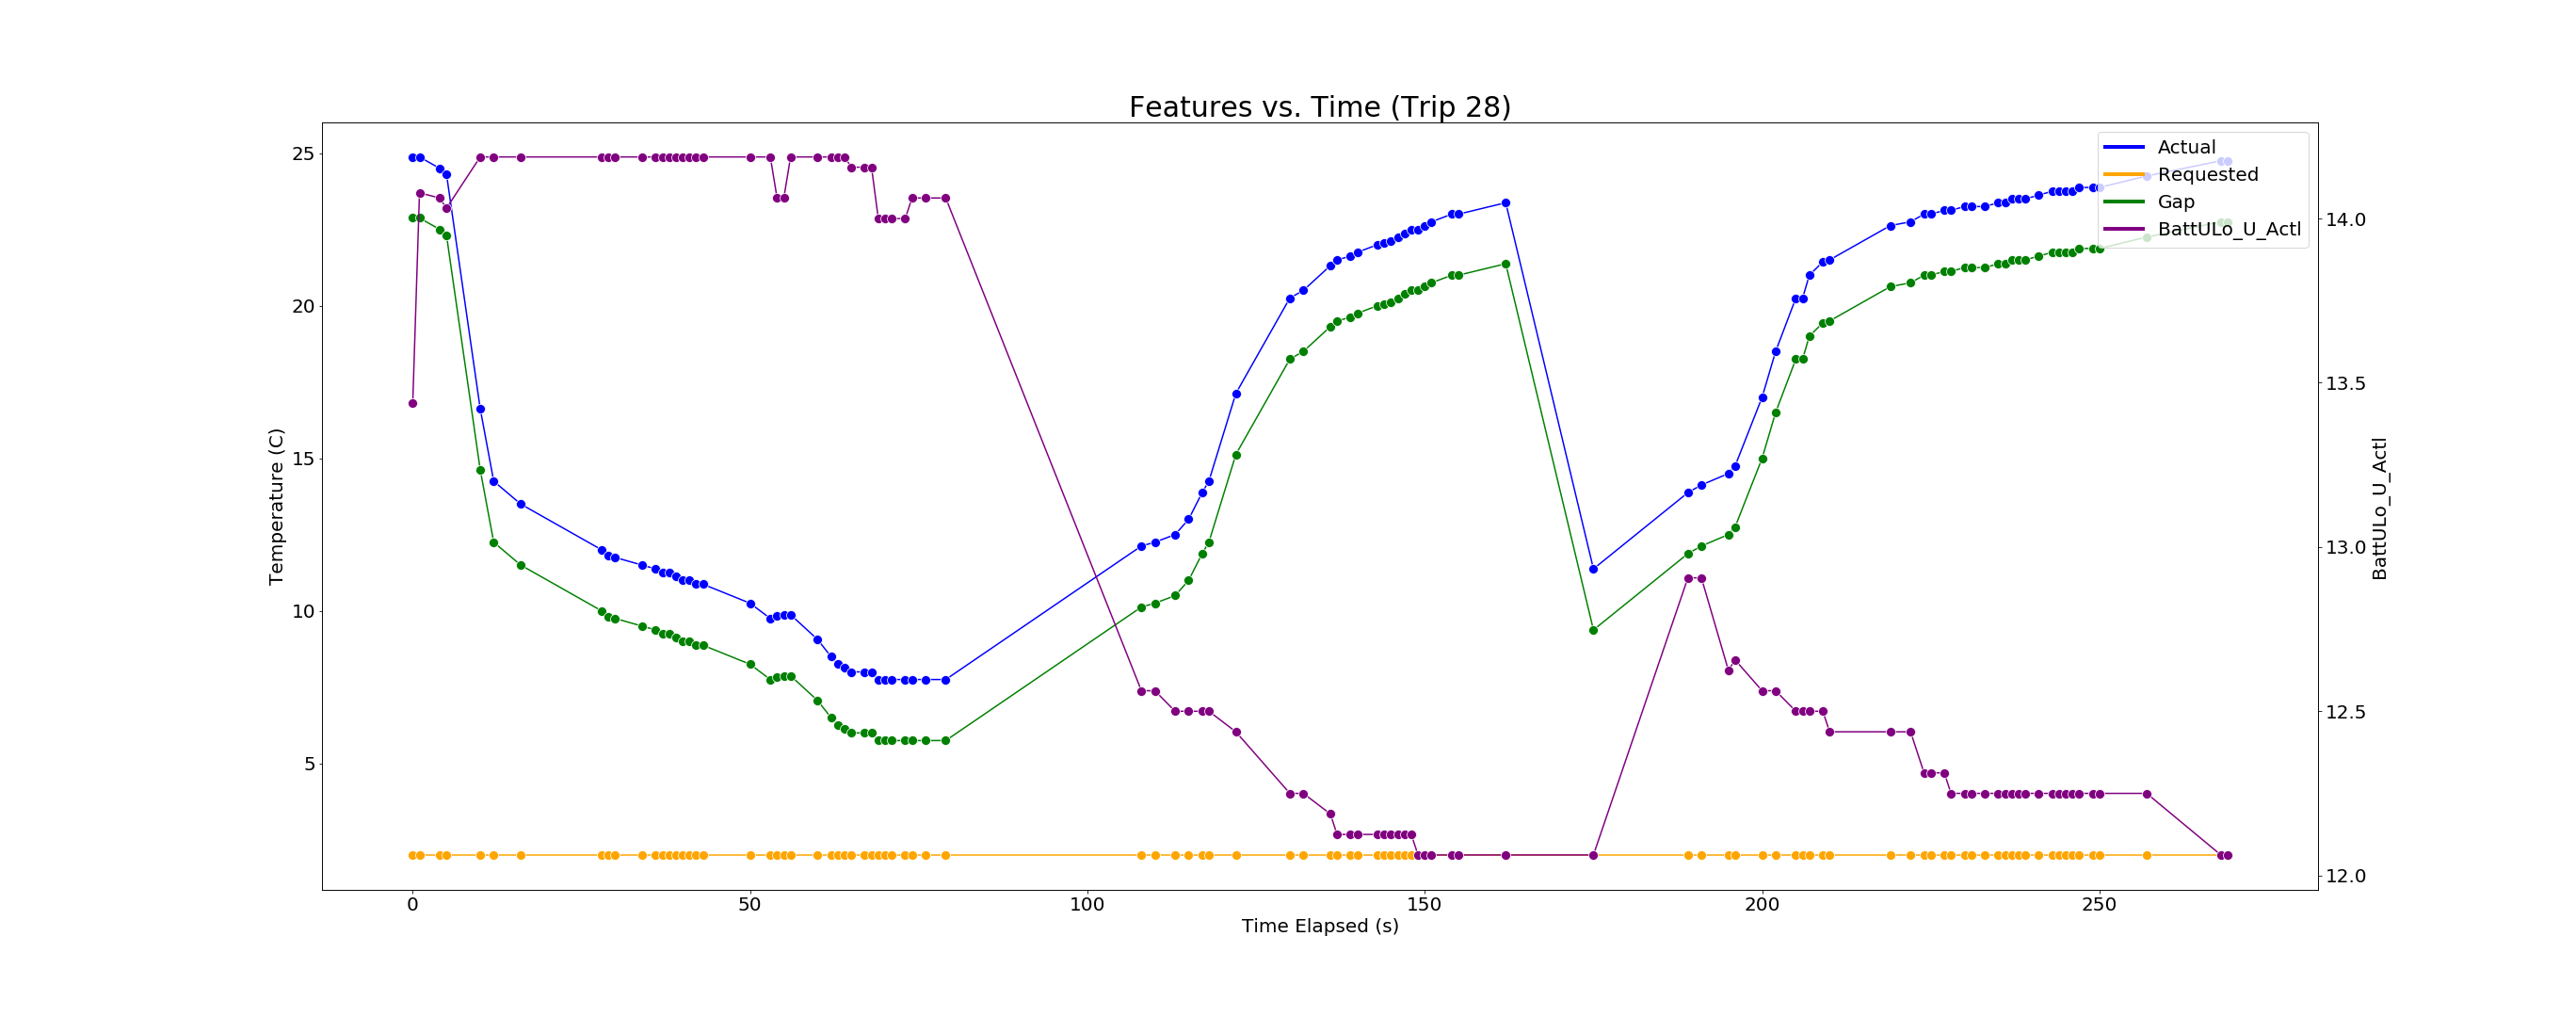 Features vs. Time (Trip 28)
25
20
15
10
5
Temperature (C)
Actual
Requested
Gap
BattULo_U_Actl
14.0
13.5
13.0
12.5
12.0
BattULo_U_Actl
0 50 100 150 200 250
Time Elapsed (s)